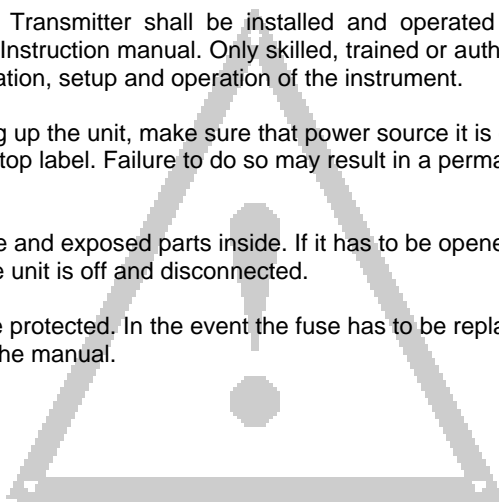 Transmitter shall be installed and operated
Instruction manual. Only skilled, trained or auth
ation, setup and operation of the instrument.
g up the unit, make sure that power source it is
top label. Failure to do so may result in a perma
e and exposed parts inside. If it has to be opene
e unit is off and disconnected.
e protected. In the event the fuse has to be repla
he manual.